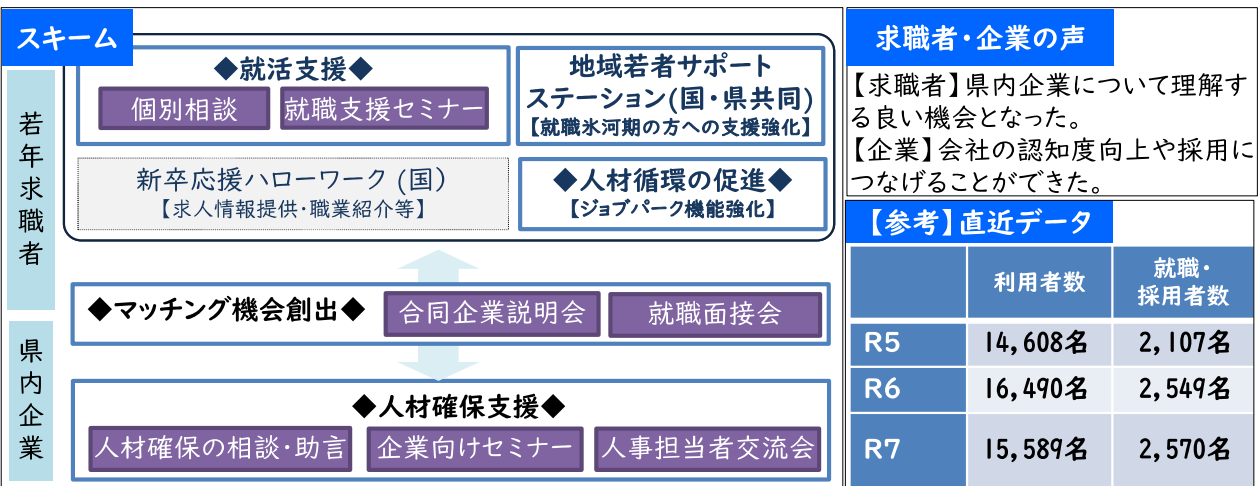 スキーム
若年求職者
◆就活支援◆
個別相談
就職支援セミナー
地域若者サポート
ステーション(国・県共同)
【就職氷河期の方への支援強化】
新卒応援ハローワーク (国)
【求人情報提供・職業紹介等】
◆人材循環の促進◆
【ジョブパーク機能強化】
◆マッチング機会創出◆
合同企業説明会
就職面接会
県内企業
◆人材確保支援◆
人材確保の相談・助言
企業向けセミナー
人事担当者交流会
求職者・企業の声
【求職者】県内企業について理解す
る良い機会となった。
【企業】会社の認知度向上や採用に
つなげることができた。
【参考】直近データ
利用者数
就職・
採用者数
R5 14,608名 2,107名
R6 16,490名 2,549名
R7 15,589名 2,570名